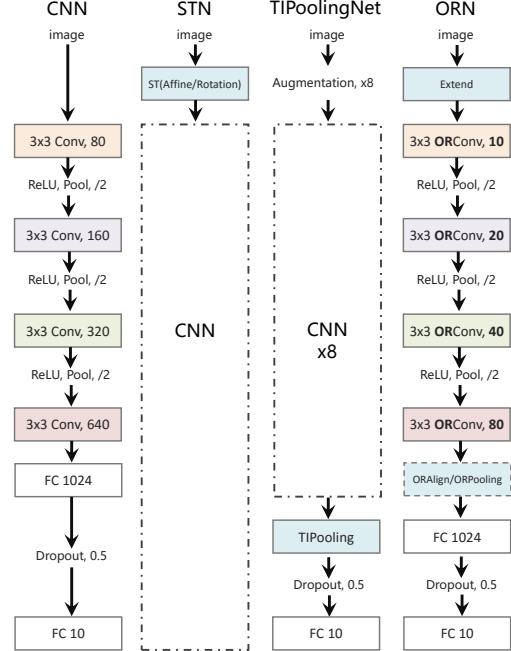 CNN
image
3x3 Conv, 80
ReLU, Pool, /2
3x3 Conv, 160
ReLU, Pool, /2
3x3 Conv, 320
ReLU, Pool, /2
3x3 Conv, 640
FC 1024
Dropout, 0.5
FC 10
STN
image
ST(Affine/Rotation)
CNN
TIPoolingNet
image
Augmentation, x8
CNN
x8
TIPooling
Dropout, 0.5
FC 10
ORN
image
Extend
3x3 ORConv, 10
ReLU, Pool, /2
3x3 ORConv, 20
ReLU, Pool, /2
3x3 ORConv, 40
ReLU, Pool, /2
3x3 ORConv, 80
ORAlign/ORPooling
FC 1024
Dropout, 0.5
FC 10